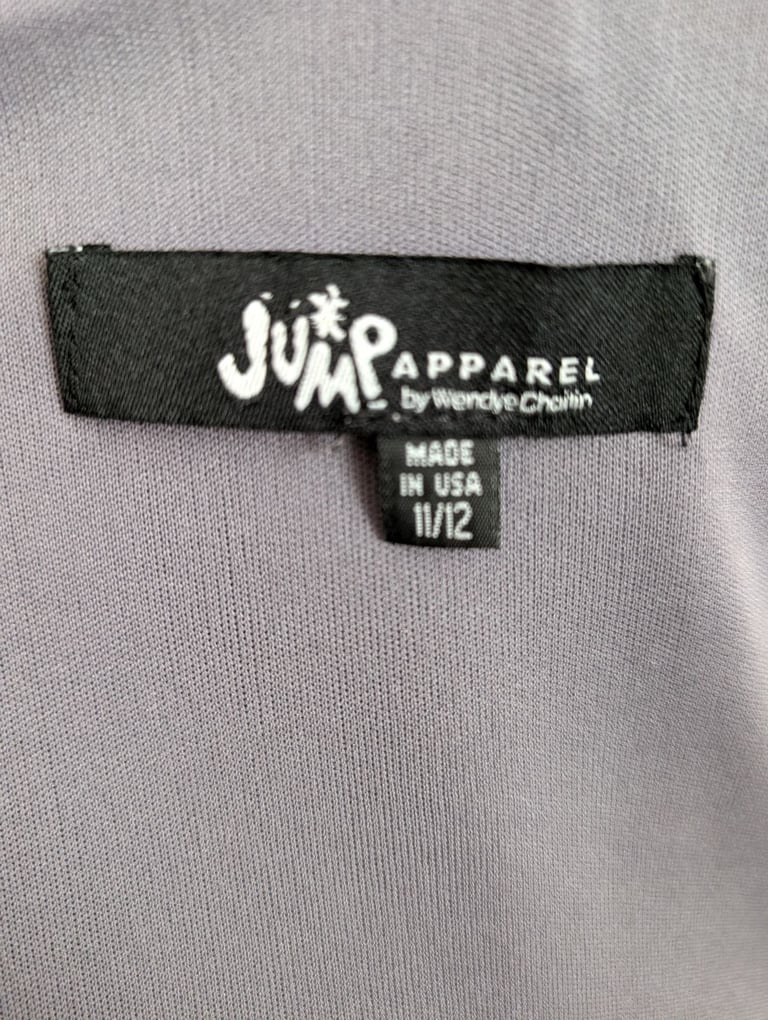 JUMP APPAREL
by Wendye Chaitin
MADE
IN USA
11/12